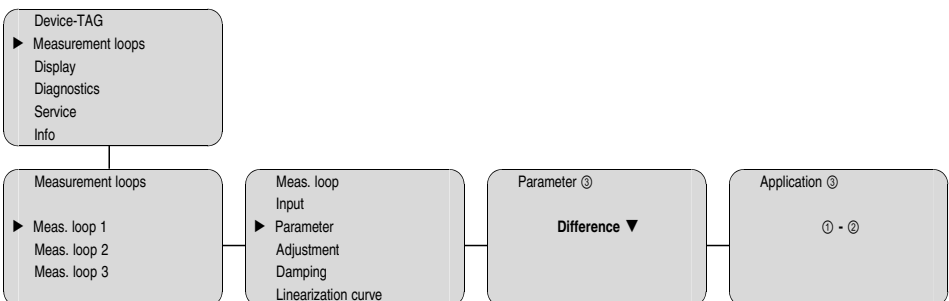 Device-TAG
▶ Measurement loops
Display
Diagnostics
Service
Info
Measurement loops
▶ Meas. loop 1
Meas. loop 2
Meas. loop 3
Meas. loop
Input
▶ Parameter
Adjustment
Damping
Linearization curve
Parameter ③
Difference ▼
Application ③
① - ②